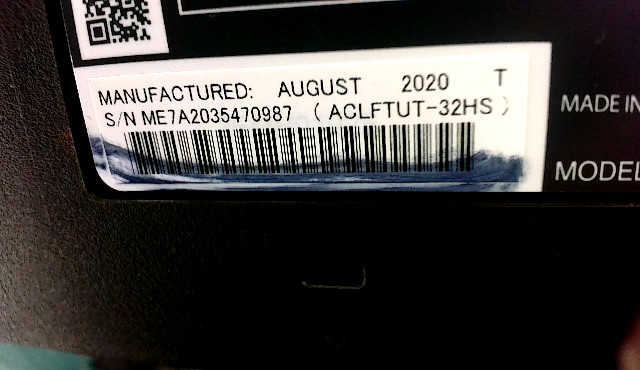 MANUFACTURED: AUGUST 2020 T
S/N ME7A2035470987 ( ACLFTUT-32HS )
MADE IN
MODEL